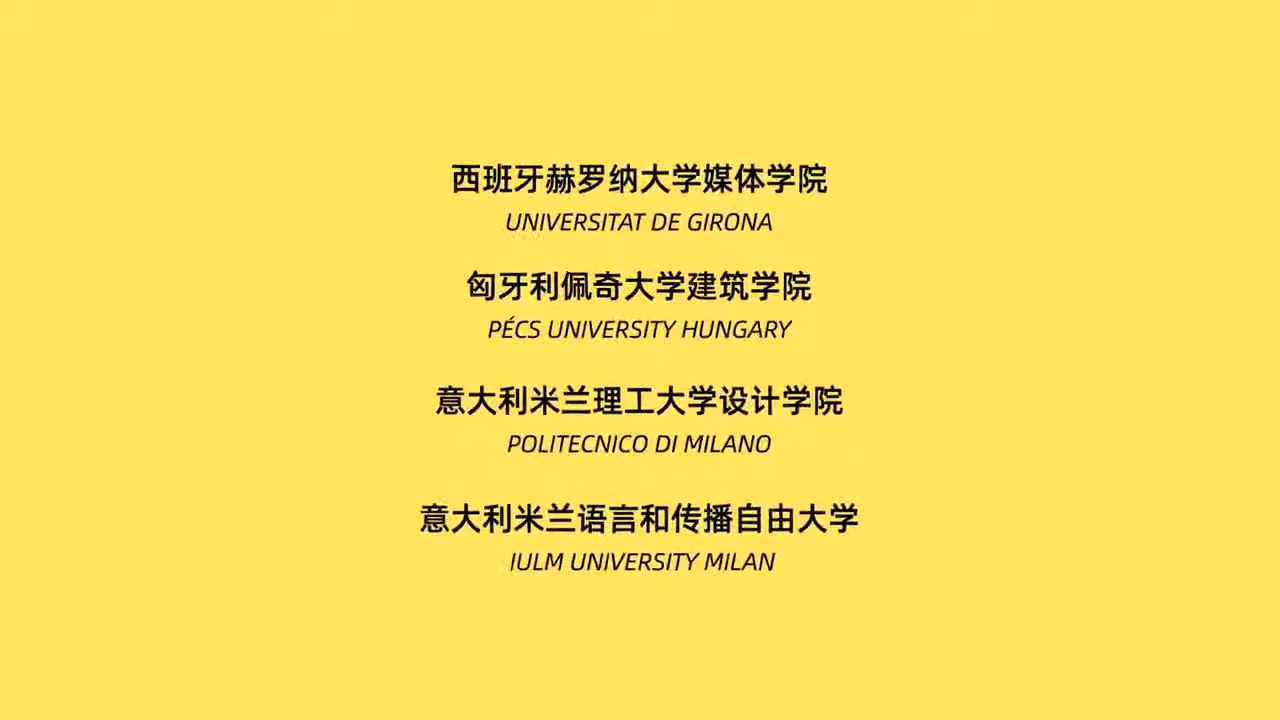 西班牙赫罗纳大学媒体学院
UNIVERSITAT DE GIRONA
匈牙利佩奇大学建筑学院
PÉCS UNIVERSITY HUNGARY
意大利米兰理工大学设计学院
POLITECNICO DI MILANO
意大利米兰语言和传播自由大学
IULM UNIVERSITY MILAN